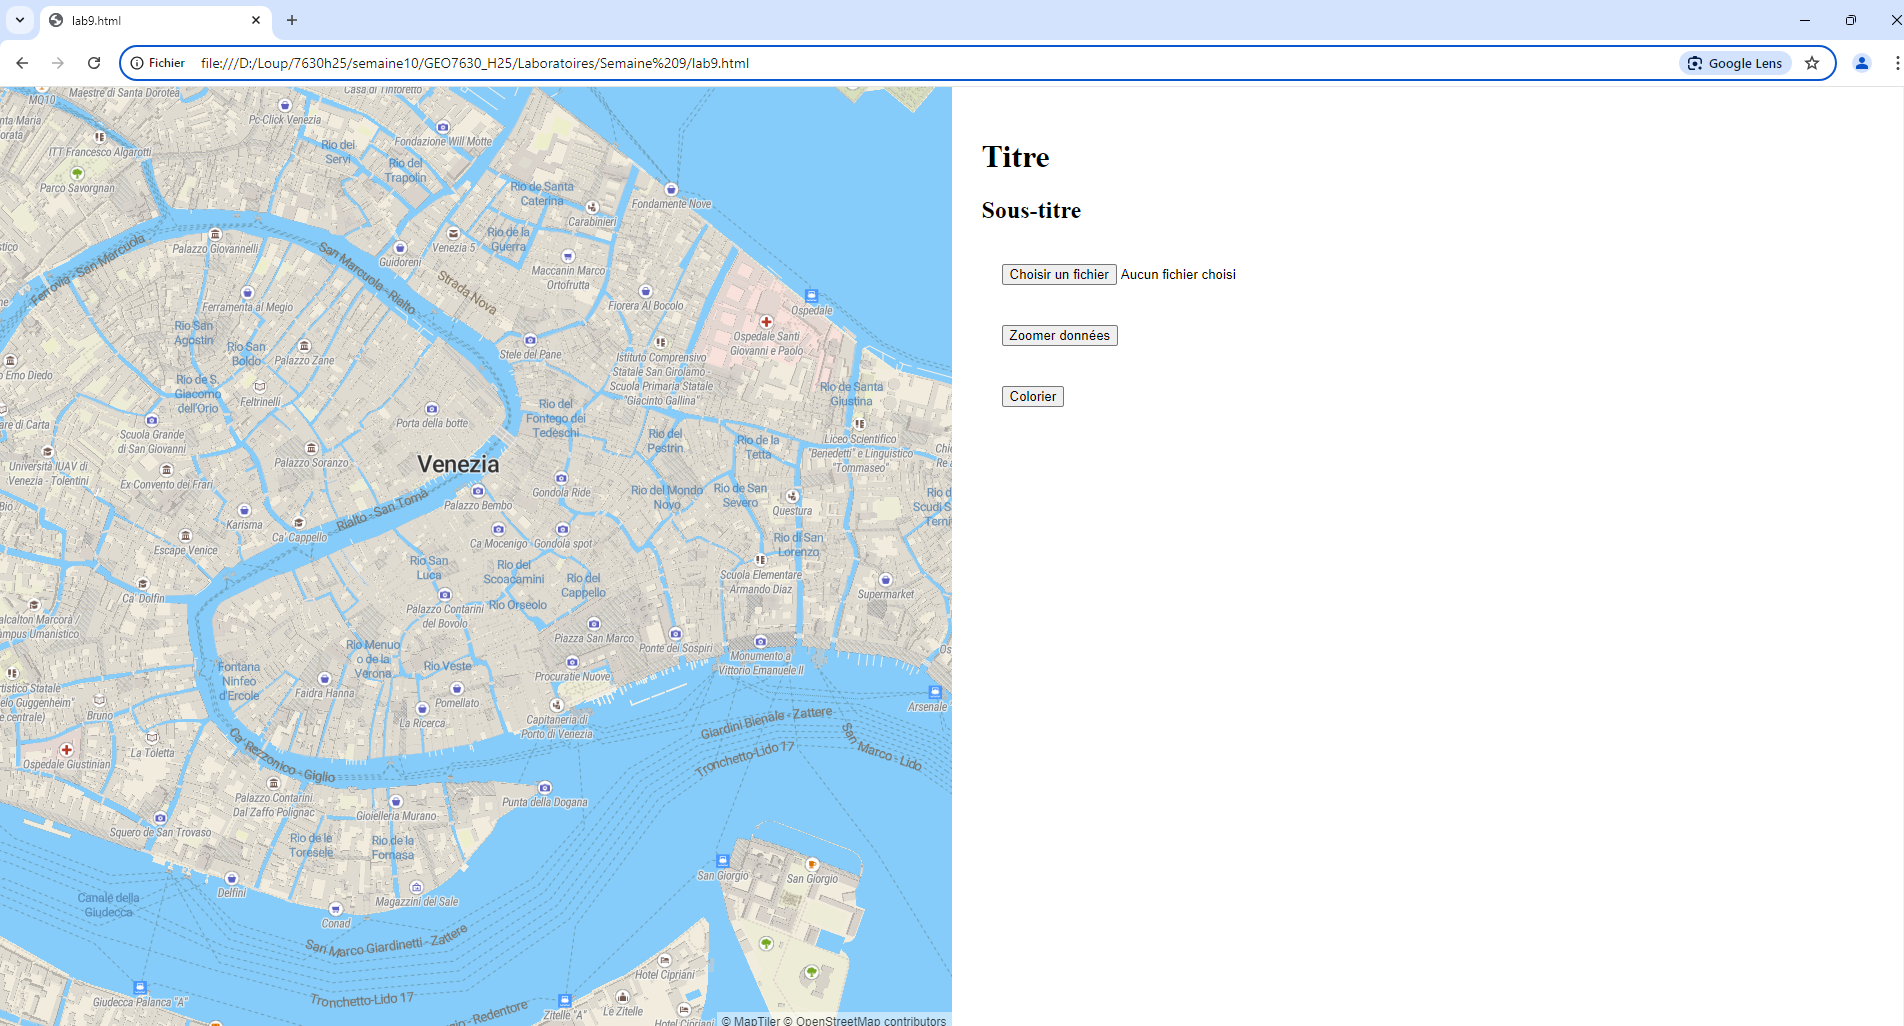 lab9.html
Fichier
file:///D:/Loup/7630h25/semaine10/GEO7630_H25/Laboratoires/Semaine%209/lab9.html
Google Lens
Titre
Sous-titre
Choisir un fichier Aucun fichier choisi
Zoomer données
Colorier
MQ10
Maestre di Santa Dorotea
Casa di Tintoretto
Pc-Click Venezia
Fondazione Will Motte
ITT Francesco Algarotti
Rio dei
Servi
Rio del
Trapolin
Parco Savorgnan
Rio de Santa
Caterina
Fondamente Nove
Carabinieri
Palazzo Giovannelli
Venezia 5
Rio de la
Guerra
Guidoreni
Ferrovia - San Marcuola
San Marcuola - Rialto
Strada Nova
Maccanin Marco
Ortofrutta
Ferramenta al Megio
Fiorera Al Bocolo
Ospedale
Rio San
Agostin
Rio San
Boldo
Palazzo Zane
Stele del Pane
Ospedale Santi
Giovanni e Paolo
Istituto Comprensivo
Statale San Girolamo -
Scuola Primaria Statale
"Giacinto Gallina"
o Emo Diedo
Rio de S.
Giacomo
dell'Orio
Feltrinelli
Rio de Santa
Giustina
Porta della botte
Rio del
Fontego dei
Tedeschi
Scuola Grande
di San Giovanni
Rio del
Pestrin
Rio de la
Tetta
Liceo Scientifico
"Benedetti" e Linguistico
"Tommaseo"
Palazzo Soranzo
Venezia
Università IUAV di
Venezia - Tolentini
Ex Convento dei Frari
Gondola Ride
Rio del Mondo
Novo
Rio de San
Severo
Palazzo Bembo
Rialto - San Tomà
Questura
Karisma
Ca' Cappello
Ca Mocenigo
Gondola spot
Escape Venice
Rio di San
Lorenzo
Rio San
Luca
Rio dei
Scoacamini
Rio del
Cappello
Scuola Elementare
Armando Diaz
Supermarket
Ca' Dolfin
Palazzo Contarini
del Bovolo
Rio Orseolo
Piazza San Marco
Ponte dei Sospiri
Monumento a
Vittorio Emanuele II
Rio Menuo
o de la
Verona
Fontana
Ninfeo
d'Ercole
Rio Veste
Procuratie Nuove
Faidra Hanna
Pomellato
Bruno
La Ricerca
Capitaneria di
Porto di Venezia
Arsenale
Giardini Bienale - Zattere
Tronchetto-Lido 17
San Marco - Lido
La Toletta
Ospedale Giustinian
Ca' Rezzonico - Giglio
Palazzo Contarini
Dal Zaffo Polignac
Punta della Dogana
Gioielleria Murano
Squero de San Trovaso
Rio de le
Toresele
Rio de la
Fornasa
San Giorgio
San Giorgio
Delfini
Magazzini del Sale
Canale della
Giudecca
Conad
San Marco Giardinetti - Zattere
Hotel Cipriani
Giudecca Palanca "A"
Tronchetto-Lido 17
Zitelle "A"
Le Zitelle
Hotel Cipriani
© MapTiler © OpenStreetMap contributors